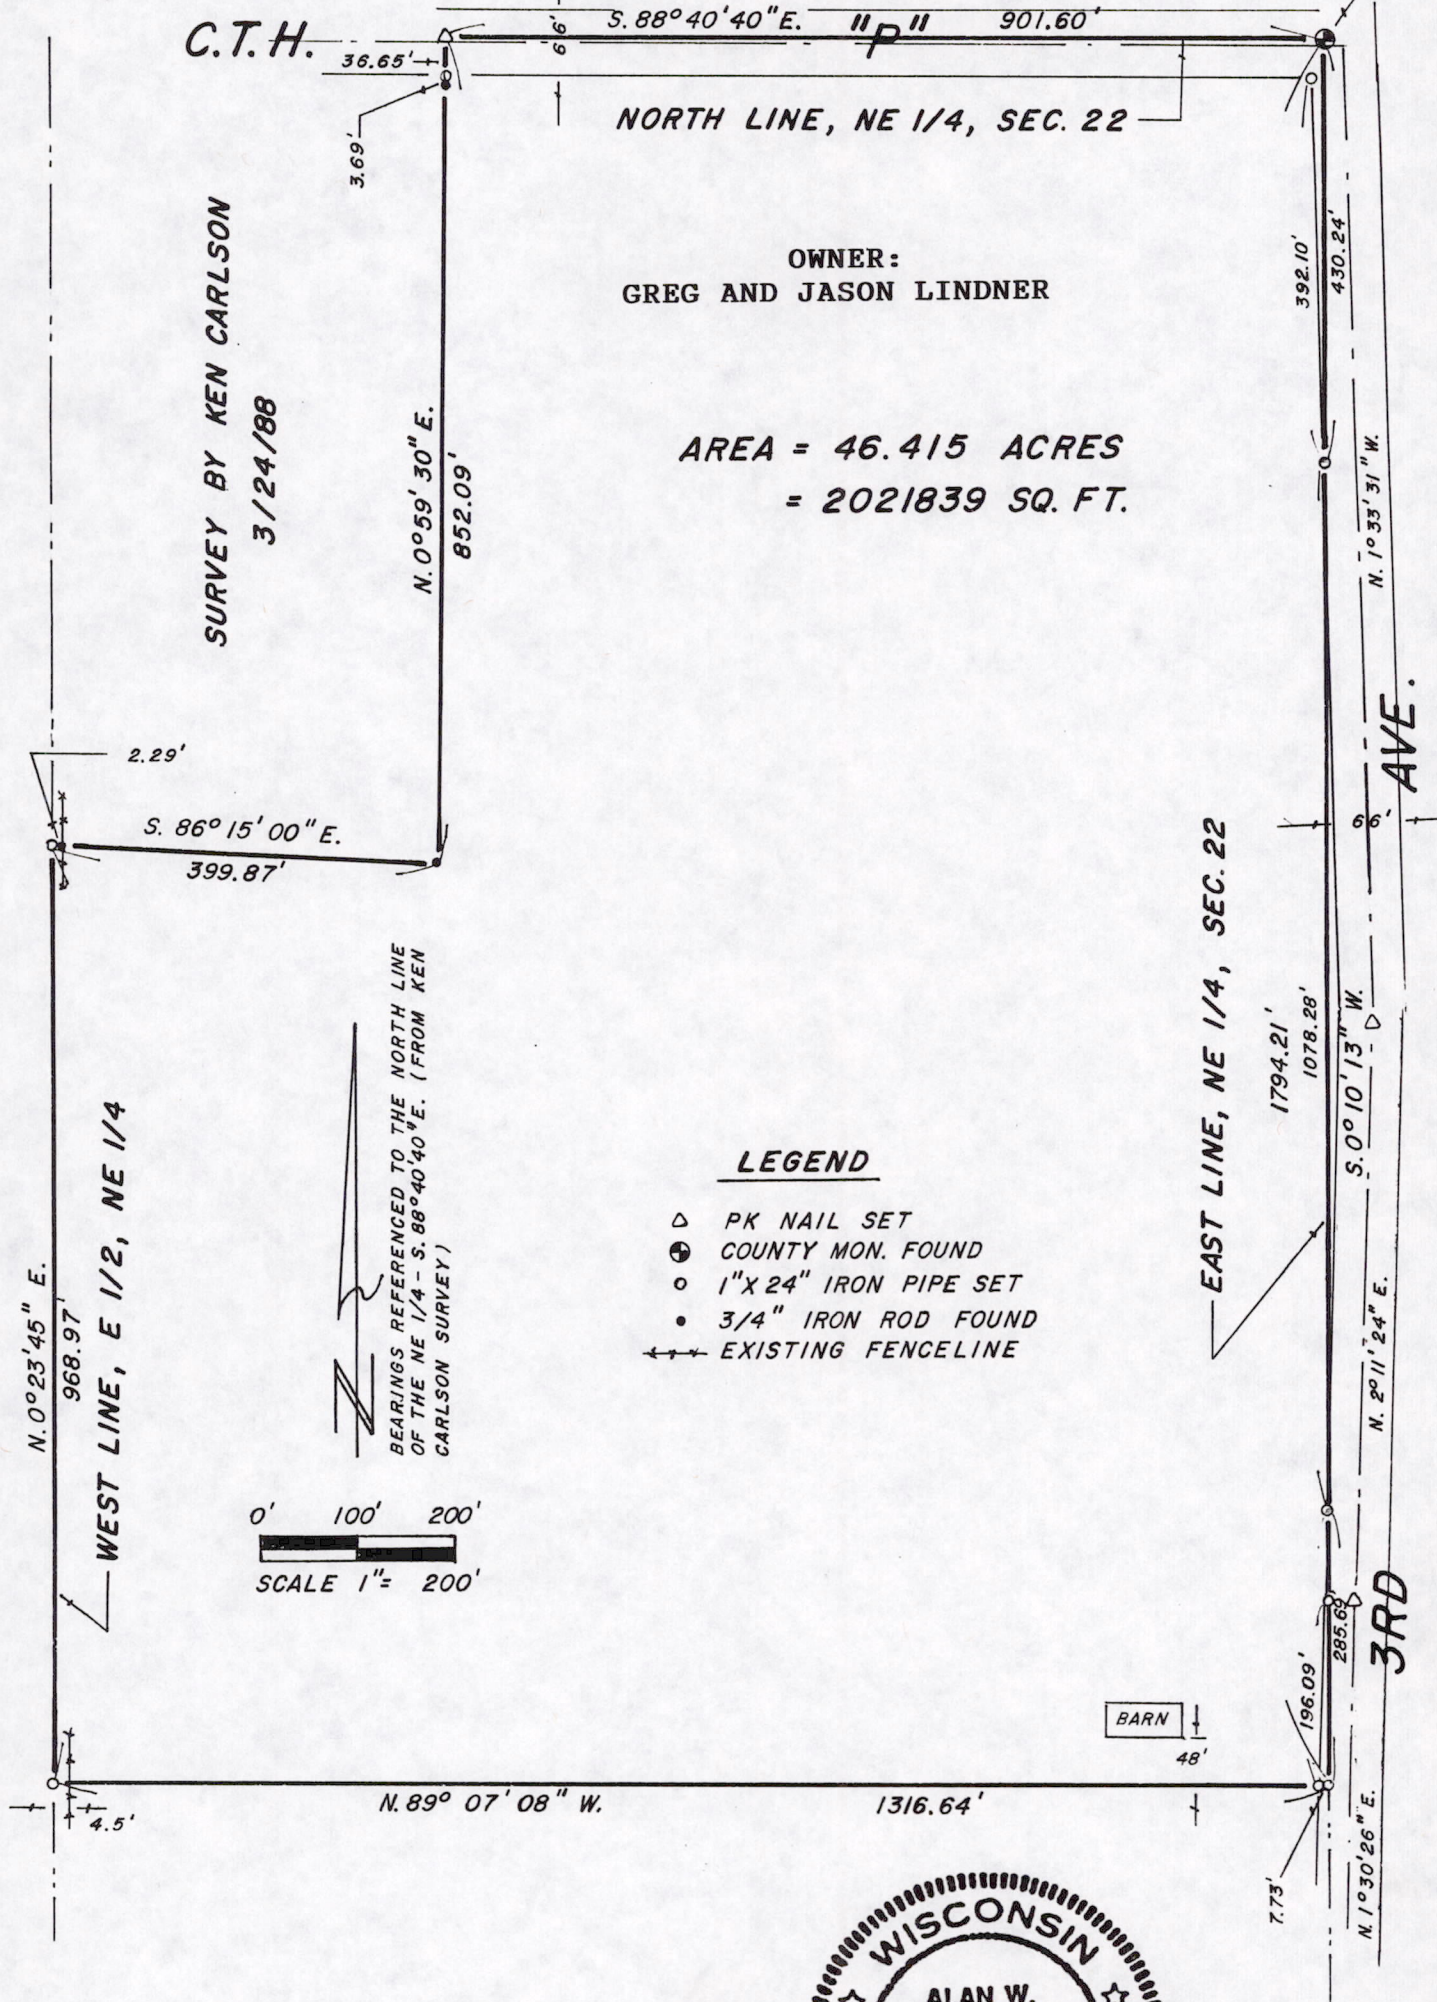 S. 88° 40' 40" E. "P" 901.60'
C.T.H.
66'
36.65'
3.69'
NORTH LINE, NE 1/4, SEC. 22
OWNER:
GREG AND JASON LINDNER
392.10'
430.24'
SURVEY BY KEN CARLSON
3/24/88
N. 0° 59' 30" E.
852.09'
AREA = 46.415 ACRES
= 2021839 SQ. FT.
N. 1° 33' 31" W.
2.29'
S. 86° 15' 00" E.
399.87'
3RD AVE.
66'
EAST LINE, NE 1/4, SEC. 22
1794.21'
1078.28'
S. 0° 10' 13" W.
N. 2° 11' 24" E.
BEARINGS REFERENCED TO THE NORTH LINE
OF THE NE 1/4 - S. 88° 40' 40" E. (FROM KEN
CARLSON SURVEY)
N
LEGEND
PK NAIL SET
COUNTY MON. FOUND
1" X 24" IRON PIPE SET
3/4" IRON ROD FOUND
EXISTING FENCELINE
N. 0° 23' 45" E.
968.97'
WEST LINE, E 1/2, NE 1/4
0' 100' 200'
SCALE 1" = 200'
285.69'
196.09'
BARN
48'
N. 89° 07' 08" W. 1316.64'
4.5'
7.73'
N. 1° 30' 26" E.
WISCONSIN
ALAN W.